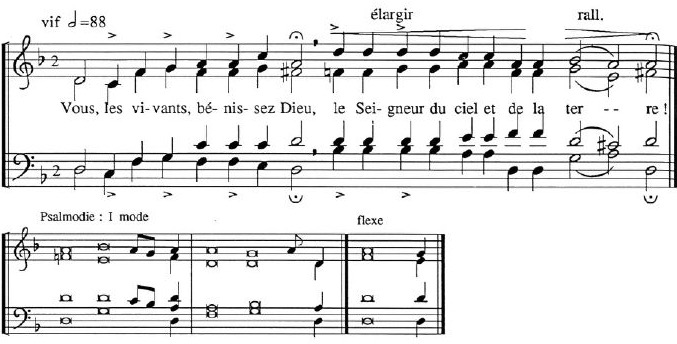 vif 𝅗𝅥 =88 élargir rall.
Vous, les vi-vants, bé-nis-sez Dieu, le Sei-gneur du ciel et de la ter - - re !
Psalmodie : I mode flexe